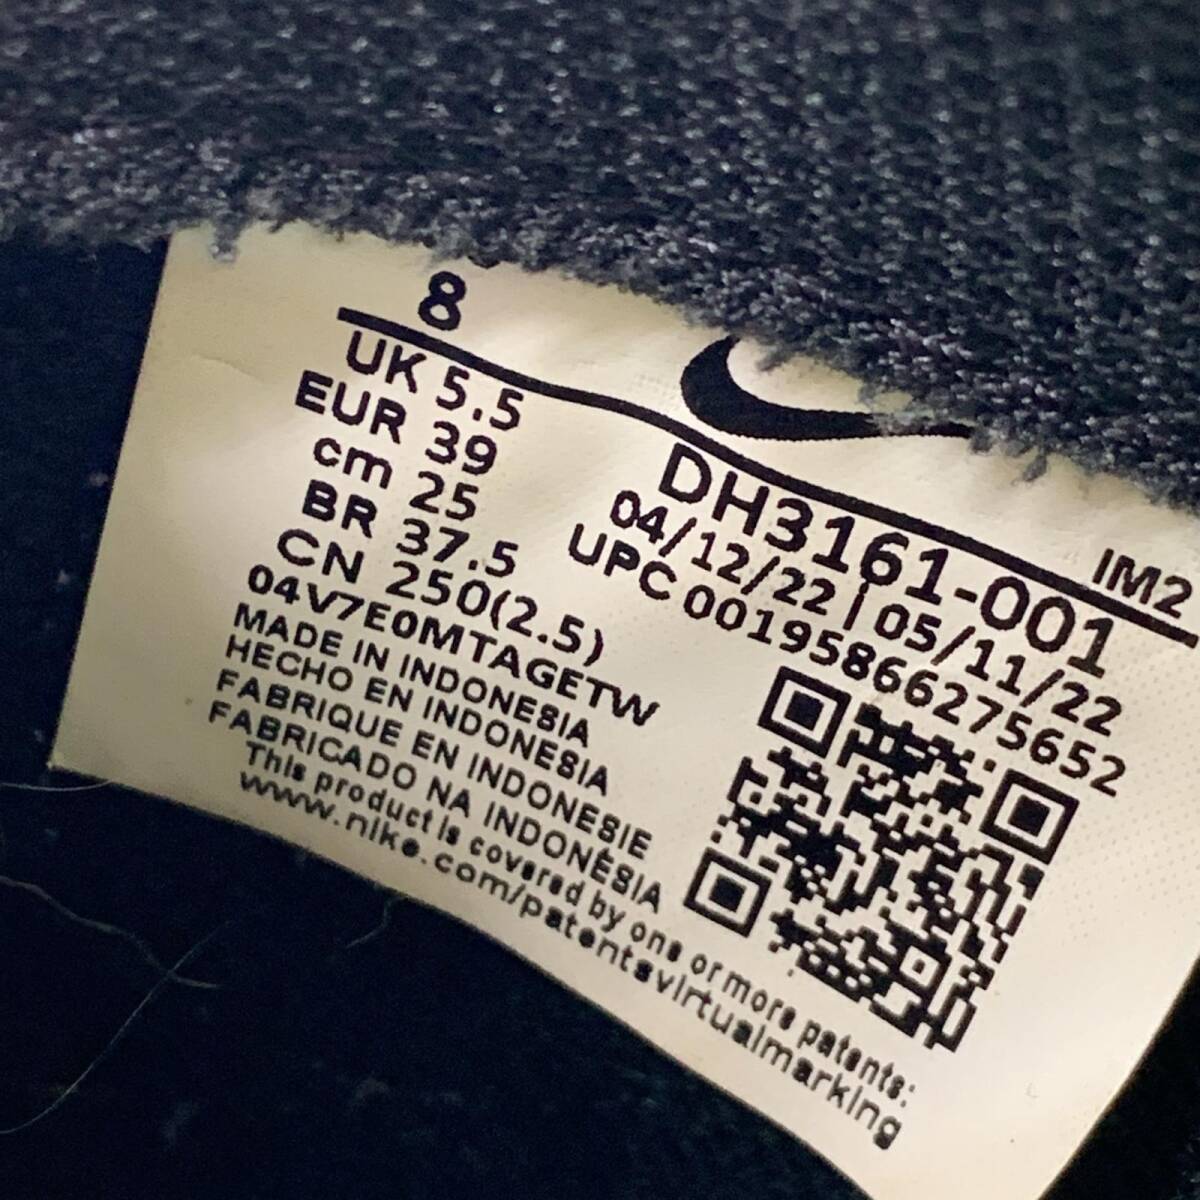 8
UK 5.5
EUR 39
cm 25
BR 37.5
CN 250(2.5)
04V7E0MTAGETW
MADE IN INDONESIA
HECHO EN INDONESIA
FABRIQUE EN INDONESIE
FABRICADO NA INDONÉSIA
This product is covered by one or more patents:
www.nike.com/patentsvirtualmarking
IM2
DH3161-001
04/12/22 | 05/11/22
UPC 00195866275652